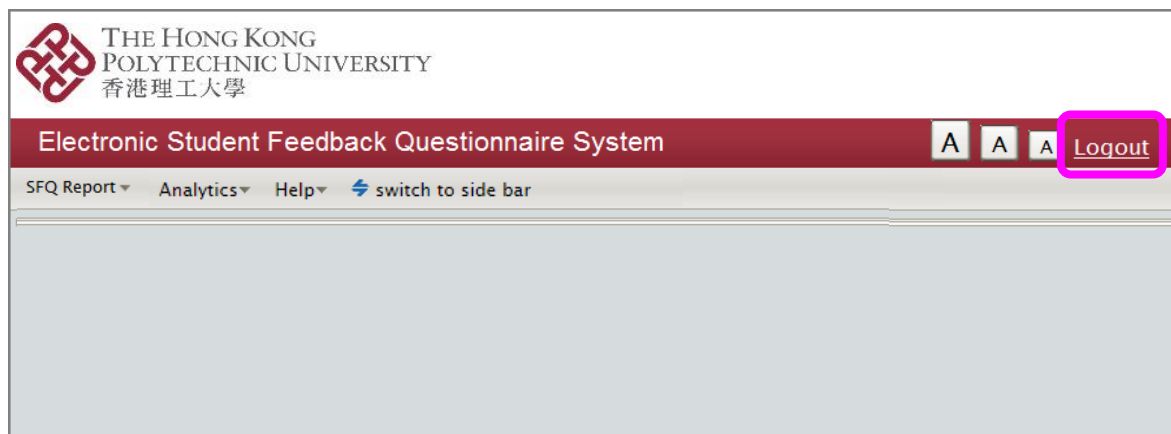 THE HONG KONG
POLYTECHNIC UNIVERSITY
香港理工大學
Electronic Student Feedback Questionnaire System A A A Logout
SFQ Report Analytics Help switch to side bar